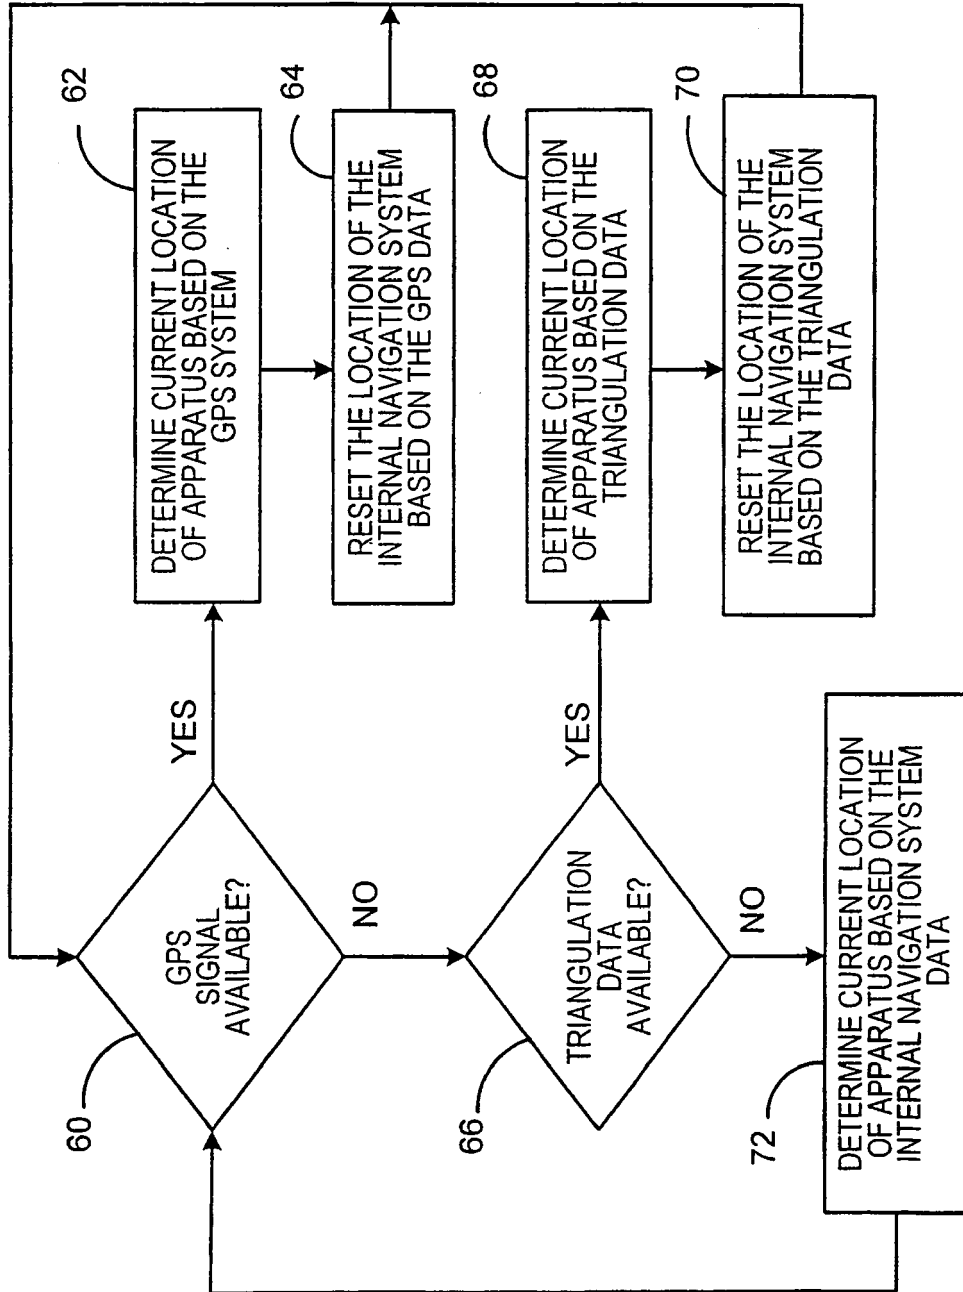 60
GPS
SIGNAL
AVAILABLE?
YES
62
DETERMINE CURRENT LOCATION
OF APPARATUS BASED ON THE
GPS SYSTEM
64
RESET THE LOCATION OF THE
INTERNAL NAVIGATION SYSTEM
BASED ON THE GPS DATA
NO
66
TRIANGULATION
DATA
AVAILABLE?
YES
68
DETERMINE CURRENT LOCATION
OF APPARATUS BASED ON THE
TRIANGULATION DATA
70
RESET THE LOCATION OF THE
INTERNAL NAVIGATION SYSTEM
BASED ON THE TRIANGULATION
DATA
NO
72
DETERMINE CURRENT LOCATION
OF APPARATUS BASED ON THE
INTERNAL NAVIGATION SYSTEM
DATA